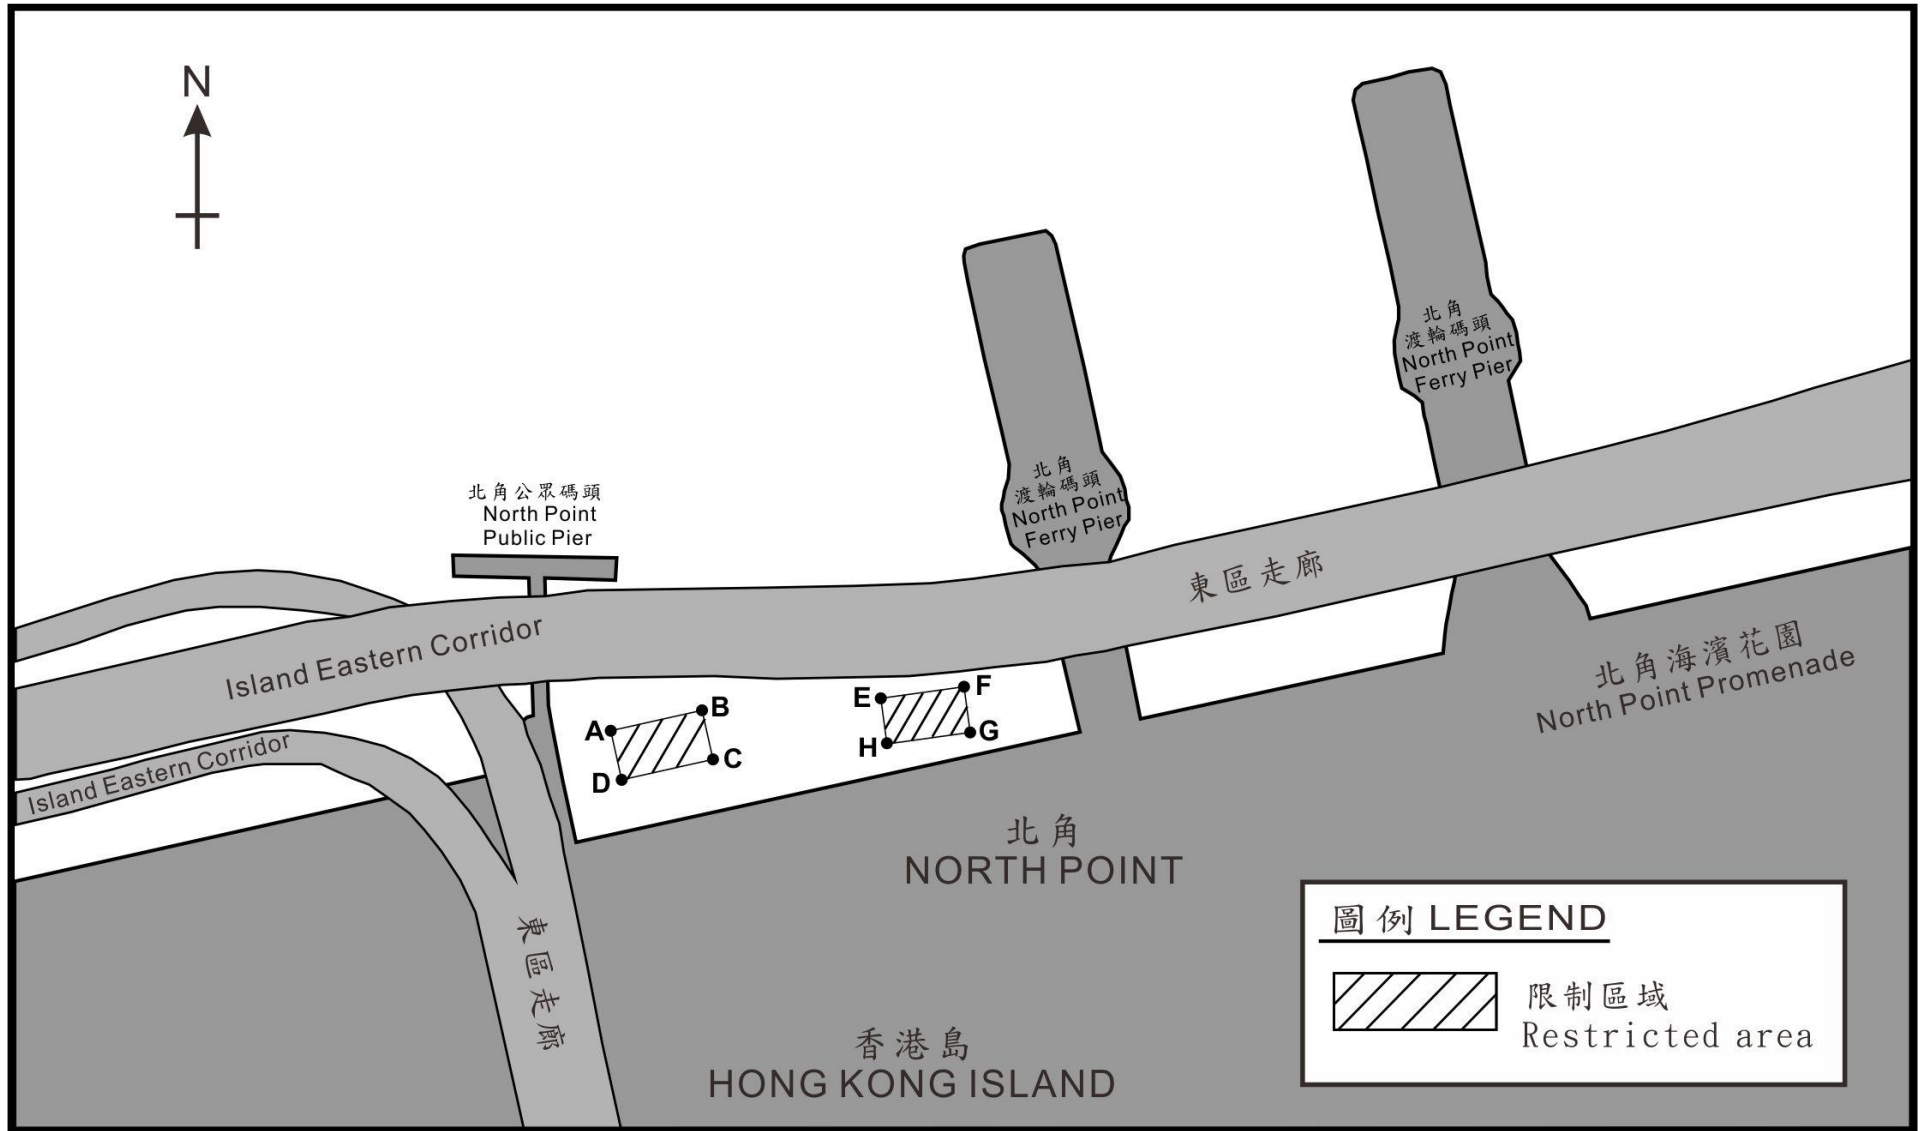 N
北角
渡輪碼頭
North Point
Ferry Pier
北角
渡輪碼頭
North Point
Ferry Pier
北角公眾碼頭
North Point
Public Pier
東區走廊
Island Eastern Corridor
北角海濱花園
North Point Promenade
A
B
C
D
E
F
G
H
Island Eastern Corridor
北角
NORTH POINT
東區走廊
香港島
HONG KONG ISLAND
圖例 LEGEND
限制區域
Restricted area